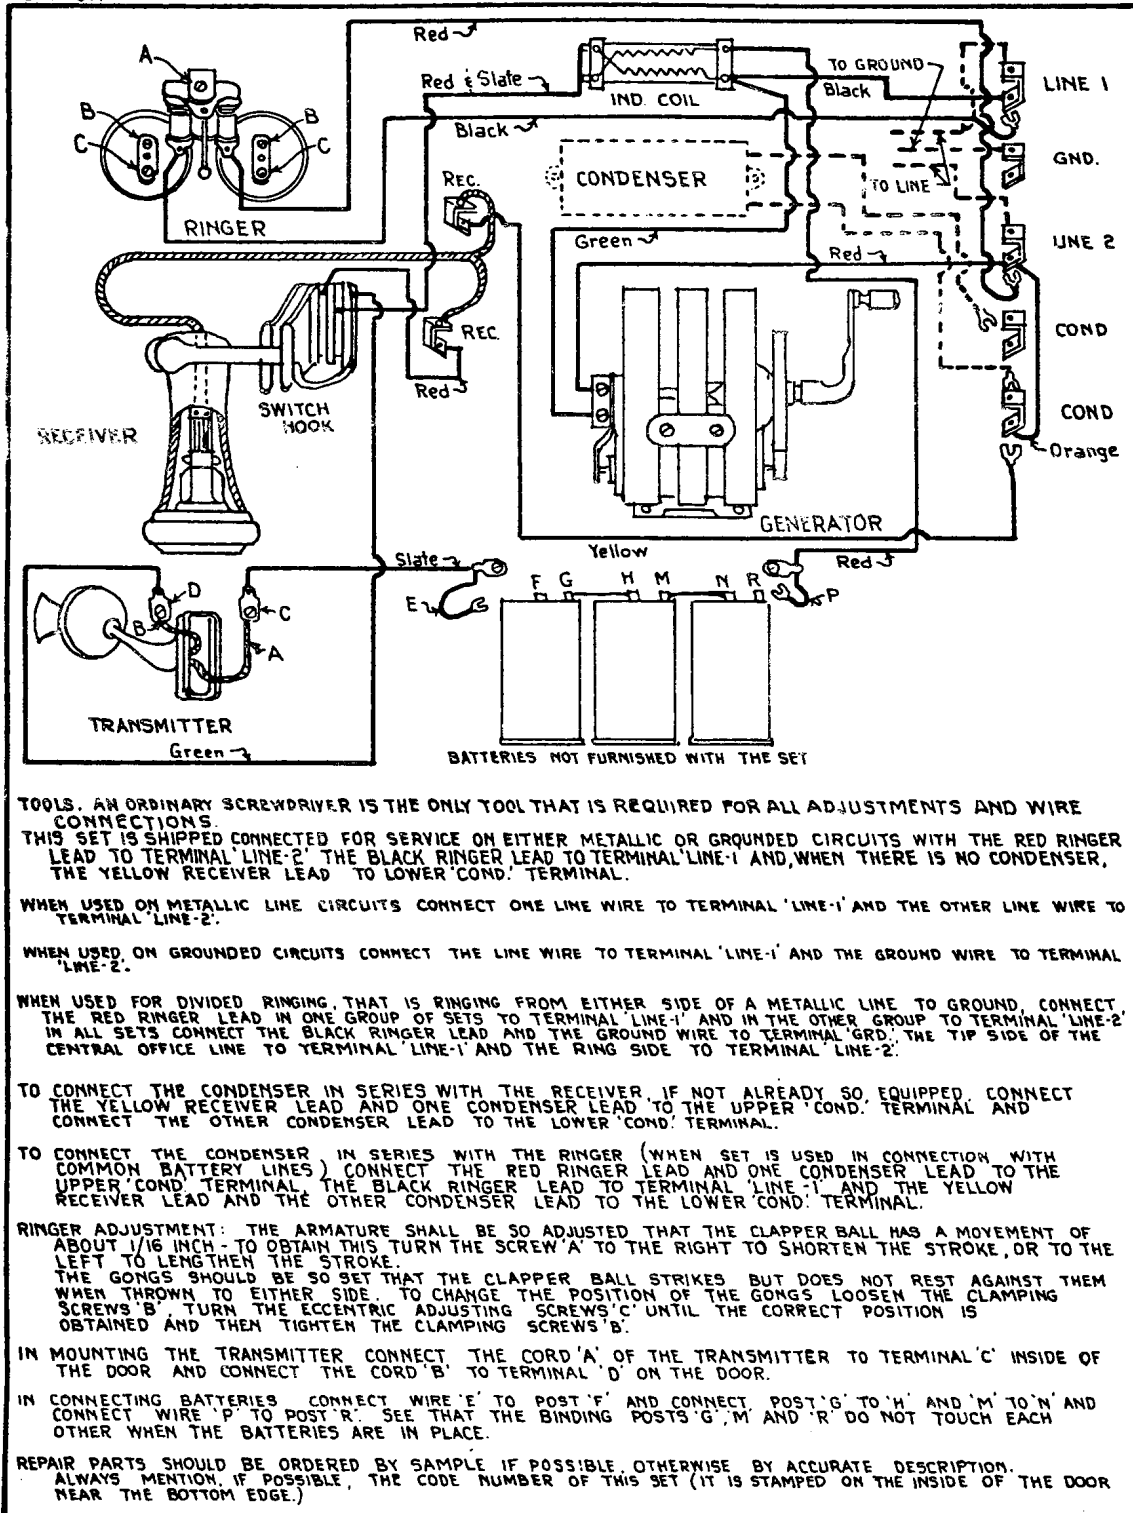 Red
A
IND. COIL
TO GROUND
LINE 1
Red & Slate
Black
B
B
C
C
Black
GND.
REC.
CONDENSER
TO LINE
RINGER
Green
Red
LINE 2
REC.
COND
Red
SWITCH
HOOK
RECEIVER
COND
Orange
GENERATOR
Yellow
Slate
Red
F G H M N R
E
P
D
C
B
A
TRANSMITTER
Green
BATTERIES NOT FURNISHED WITH THE SET
TOOLS. AN ORDINARY SCREWDRIVER IS THE ONLY TOOL THAT IS REQUIRED FOR ALL ADJUSTMENTS AND WIRE
CONNECTIONS.
THIS SET IS SHIPPED CONNECTED FOR SERVICE ON EITHER METALLIC OR GROUNDED CIRCUITS WITH THE RED RINGER
LEAD TO TERMINAL 'LINE-2' THE BLACK RINGER LEAD TO TERMINAL 'LINE-1 AND, WHEN THERE IS NO CONDENSER,
THE YELLOW RECEIVER LEAD TO LOWER 'COND.' TERMINAL.
WHEN USED ON METALLIC LINE CIRCUITS CONNECT ONE LINE WIRE TO TERMINAL 'LINE-1' AND THE OTHER LINE WIRE TO
TERMINAL 'LINE-2'.
WHEN USED ON GROUNDED CIRCUITS CONNECT THE LINE WIRE TO TERMINAL 'LINE-1' AND THE GROUND WIRE TO TERMINAL
'LINE-2'.
WHEN USED FOR DIVIDED RINGING, THAT IS RINGING FROM EITHER SIDE OF A METALLIC LINE TO GROUND, CONNECT
THE RED RINGER LEAD IN ONE GROUP OF SETS TO TERMINAL 'LINE-1' AND IN THE OTHER GROUP TO TERMINAL 'LINE-2'
IN ALL SETS CONNECT THE BLACK RINGER LEAD AND THE GROUND WIRE TO TERMINAL 'GRD.', THE TIP SIDE OF THE
CENTRAL OFFICE LINE TO TERMINAL 'LINE-1' AND THE RING SIDE TO TERMINAL 'LINE-2'.
TO CONNECT THE CONDENSER IN SERIES WITH THE RECEIVER, IF NOT ALREADY SO EQUIPPED, CONNECT
THE YELLOW RECEIVER LEAD AND ONE CONDENSER LEAD TO THE UPPER 'COND.' TERMINAL AND
CONNECT THE OTHER CONDENSER LEAD TO THE LOWER 'COND.' TERMINAL.
TO CONNECT THE CONDENSER, IN SERIES WITH THE RINGER (WHEN SET IS USED IN CONNECTION WITH
COMMON BATTERY LINES) CONNECT THE RED RINGER LEAD AND ONE CONDENSER LEAD TO THE
UPPER 'COND' TERMINAL, THE BLACK RINGER LEAD TO TERMINAL 'LINE-1' AND THE YELLOW
RECEIVER LEAD AND THE OTHER CONDENSER LEAD TO THE LOWER 'COND.' TERMINAL.
RINGER ADJUSTMENT: THE ARMATURE SHALL BE SO ADJUSTED THAT THE CLAPPER BALL HAS A MOVEMENT OF
ABOUT 1/16 INCH - TO OBTAIN THIS TURN THE SCREW 'A' TO THE RIGHT TO SHORTEN THE STROKE, OR TO THE
LEFT TO LENGTHEN THE STROKE.
THE GONGS SHOULD BE SO SET THAT THE CLAPPER BALL STRIKES BUT DOES NOT REST AGAINST THEM
WHEN THROWN TO EITHER SIDE. TO CHANGE THE POSITION OF THE GONGS LOOSEN THE CLAMPING
SCREWS 'B', TURN THE ECCENTRIC ADJUSTING SCREWS 'C' UNTIL THE CORRECT POSITION IS
OBTAINED AND THEN TIGHTEN THE CLAMPING SCREWS 'B'.
IN MOUNTING THE TRANSMITTER CONNECT THE CORD 'A' OF THE TRANSMITTER TO TERMINAL 'C' INSIDE OF
THE DOOR AND CONNECT THE CORD 'B' TO TERMINAL 'D' ON THE DOOR.
IN CONNECTING BATTERIES CONNECT WIRE 'E' TO POST 'F' AND CONNECT POST 'G' TO 'H' AND 'M' TO 'N' AND
CONNECT WIRE 'P' TO POST 'R'. SEE THAT THE BINDING POSTS 'G', 'M' AND 'R' DO NOT TOUCH EACH
OTHER WHEN THE BATTERIES ARE IN PLACE.
REPAIR PARTS SHOULD BE ORDERED BY SAMPLE IF POSSIBLE, OTHERWISE BY ACCURATE DESCRIPTION.
ALWAYS MENTION, IF POSSIBLE, THE CODE NUMBER OF THIS SET (IT IS STAMPED ON THE INSIDE OF THE DOOR
NEAR THE BOTTOM EDGE.)